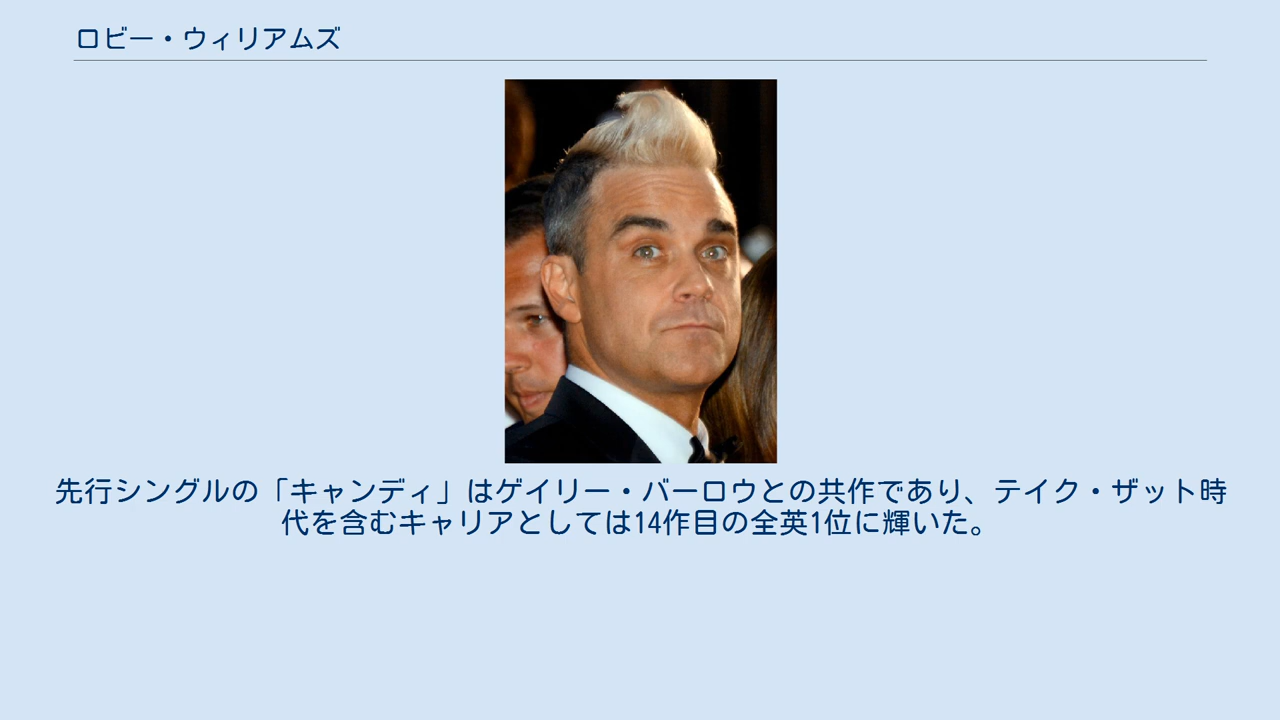 ロビー・ウィリアムズ
先行シングルの「キャンディ」はゲイリー・バーロウとの共作であり、テイク・ザット時
代を含むキャリアとしては14作目の全英1位に輝いた。